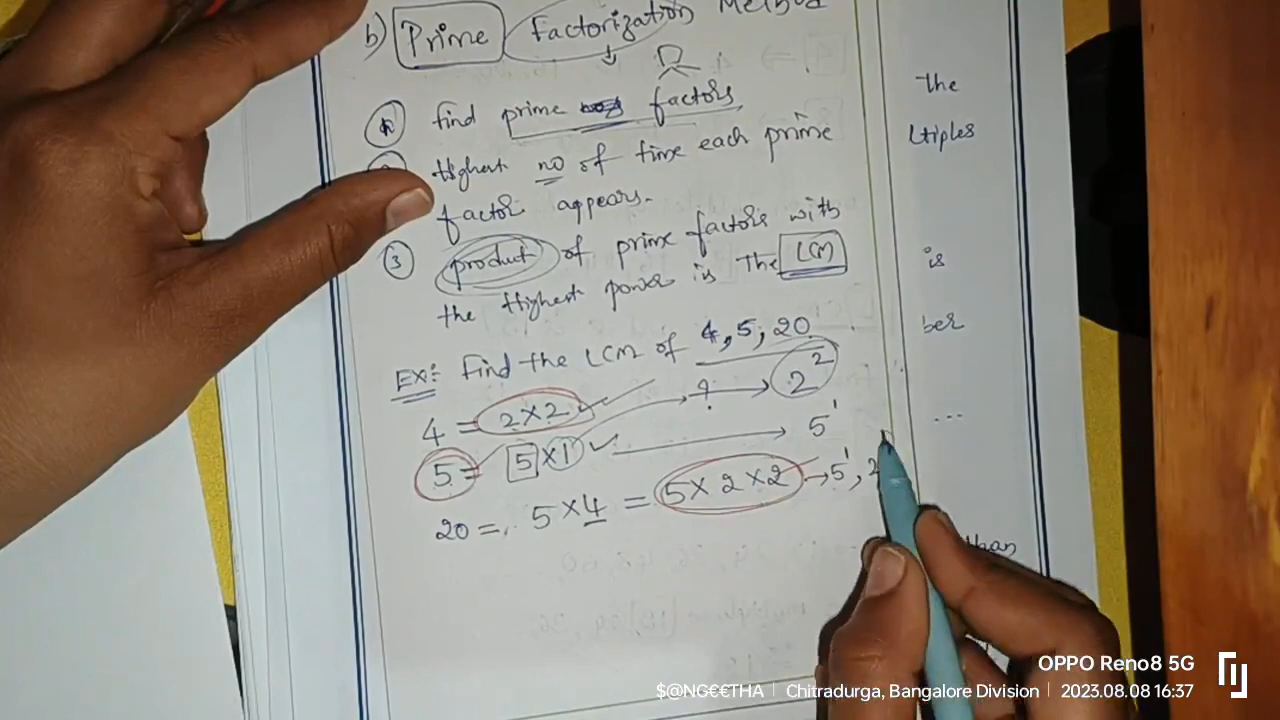 b) Prime Factorization Method
find prime factors
Highest no of time each prime
factor appears.
3 product of prime factors with
the Highest power is The LCM
EX:- Find the LCM of 4, 5, 20
4 = 2×2 → 2²
5 = 5×1 → 5¹
20 = 5×4 = 5×2×2 → 5¹, 2
The
ltiples
is
ber
...
than
OPPO Reno8 5G
$@NG€€THA | Chitradurga, Bangalore Division | 2023.08.08 16:37